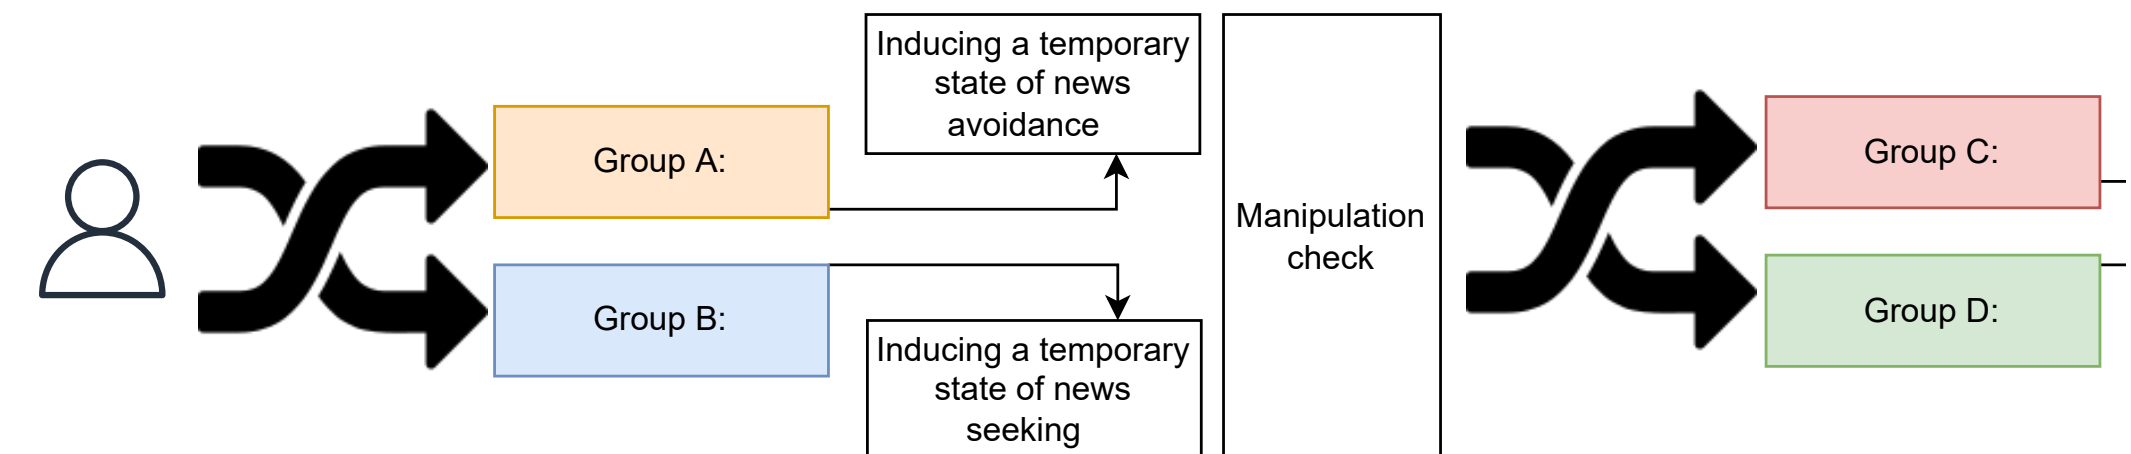 Inducing a temporary
state of news
avoidance
Group A:
Group B:
Inducing a temporary
state of news
seeking
Manipulation
check
Group C:
Group D: